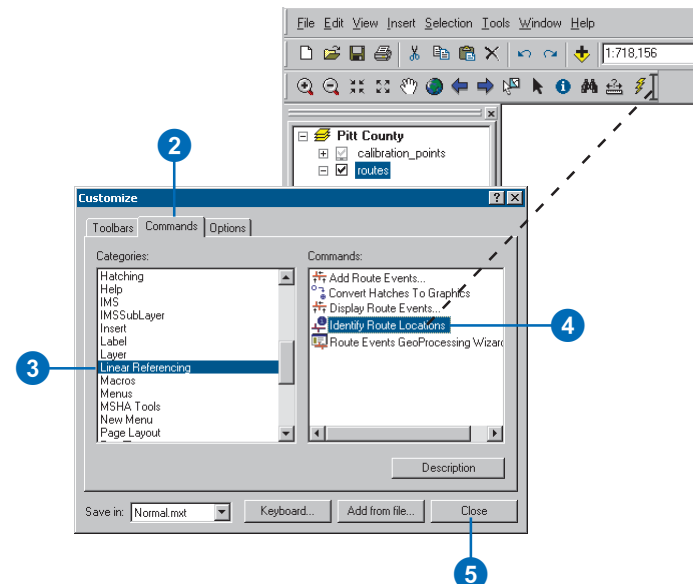 File Edit View Insert Selection Tools Window Help
1:718,156
Pitt County
calibration_points
routes
2
Customize
Toolbars Commands Options
Categories:
Hatching
Help
IMS
IMSSubLayer
Insert
Label
Layer
Linear Referencing
Macros
Menus
MSHA Tools
New Menu
Page Layout
3
Commands:
Add Route Events...
Convert Hatches To Graphics
Display Route Events...
Identify Route Locations
Route Events GeoProcessing Wizar
4
Description
Save in: Normal.mxt Keyboard... Add from file... Close
5